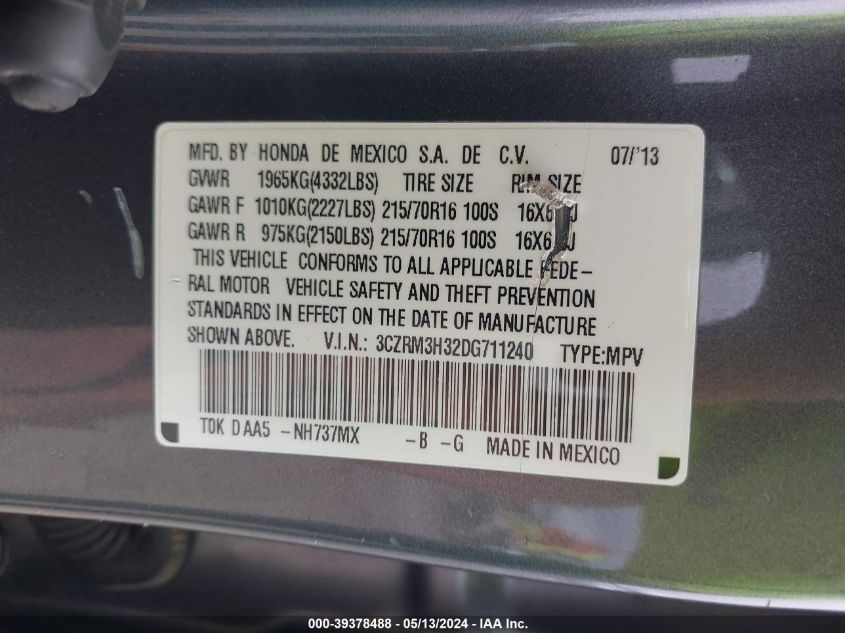 MFD. BY HONDA DE MEXICO S.A. DE C.V. 07/'13
GVWR 1965KG(4332LBS) TIRE SIZE RIM SIZE
GAWR F 1010KG(2227LBS) 215/70R16 100S
GAWR R 975KG(2150LBS) 215/70R16 100S
THIS VEHICLE CONFORMS TO ALL APPLICABLE FEDE-
RAL MOTOR VEHICLE SAFETY AND THEFT PREVENTION
STANDARDS IN EFFECT ON THE DATE OF MANUFACTURE
SHOWN ABOVE. V.I.N.: 3CZRM3H32DG711240 TYPE:MPV
T0K D AA5 -NH737MX -B -G MADE IN MEXICO
000-39378488 - 05/13/2024 - IAA Inc.